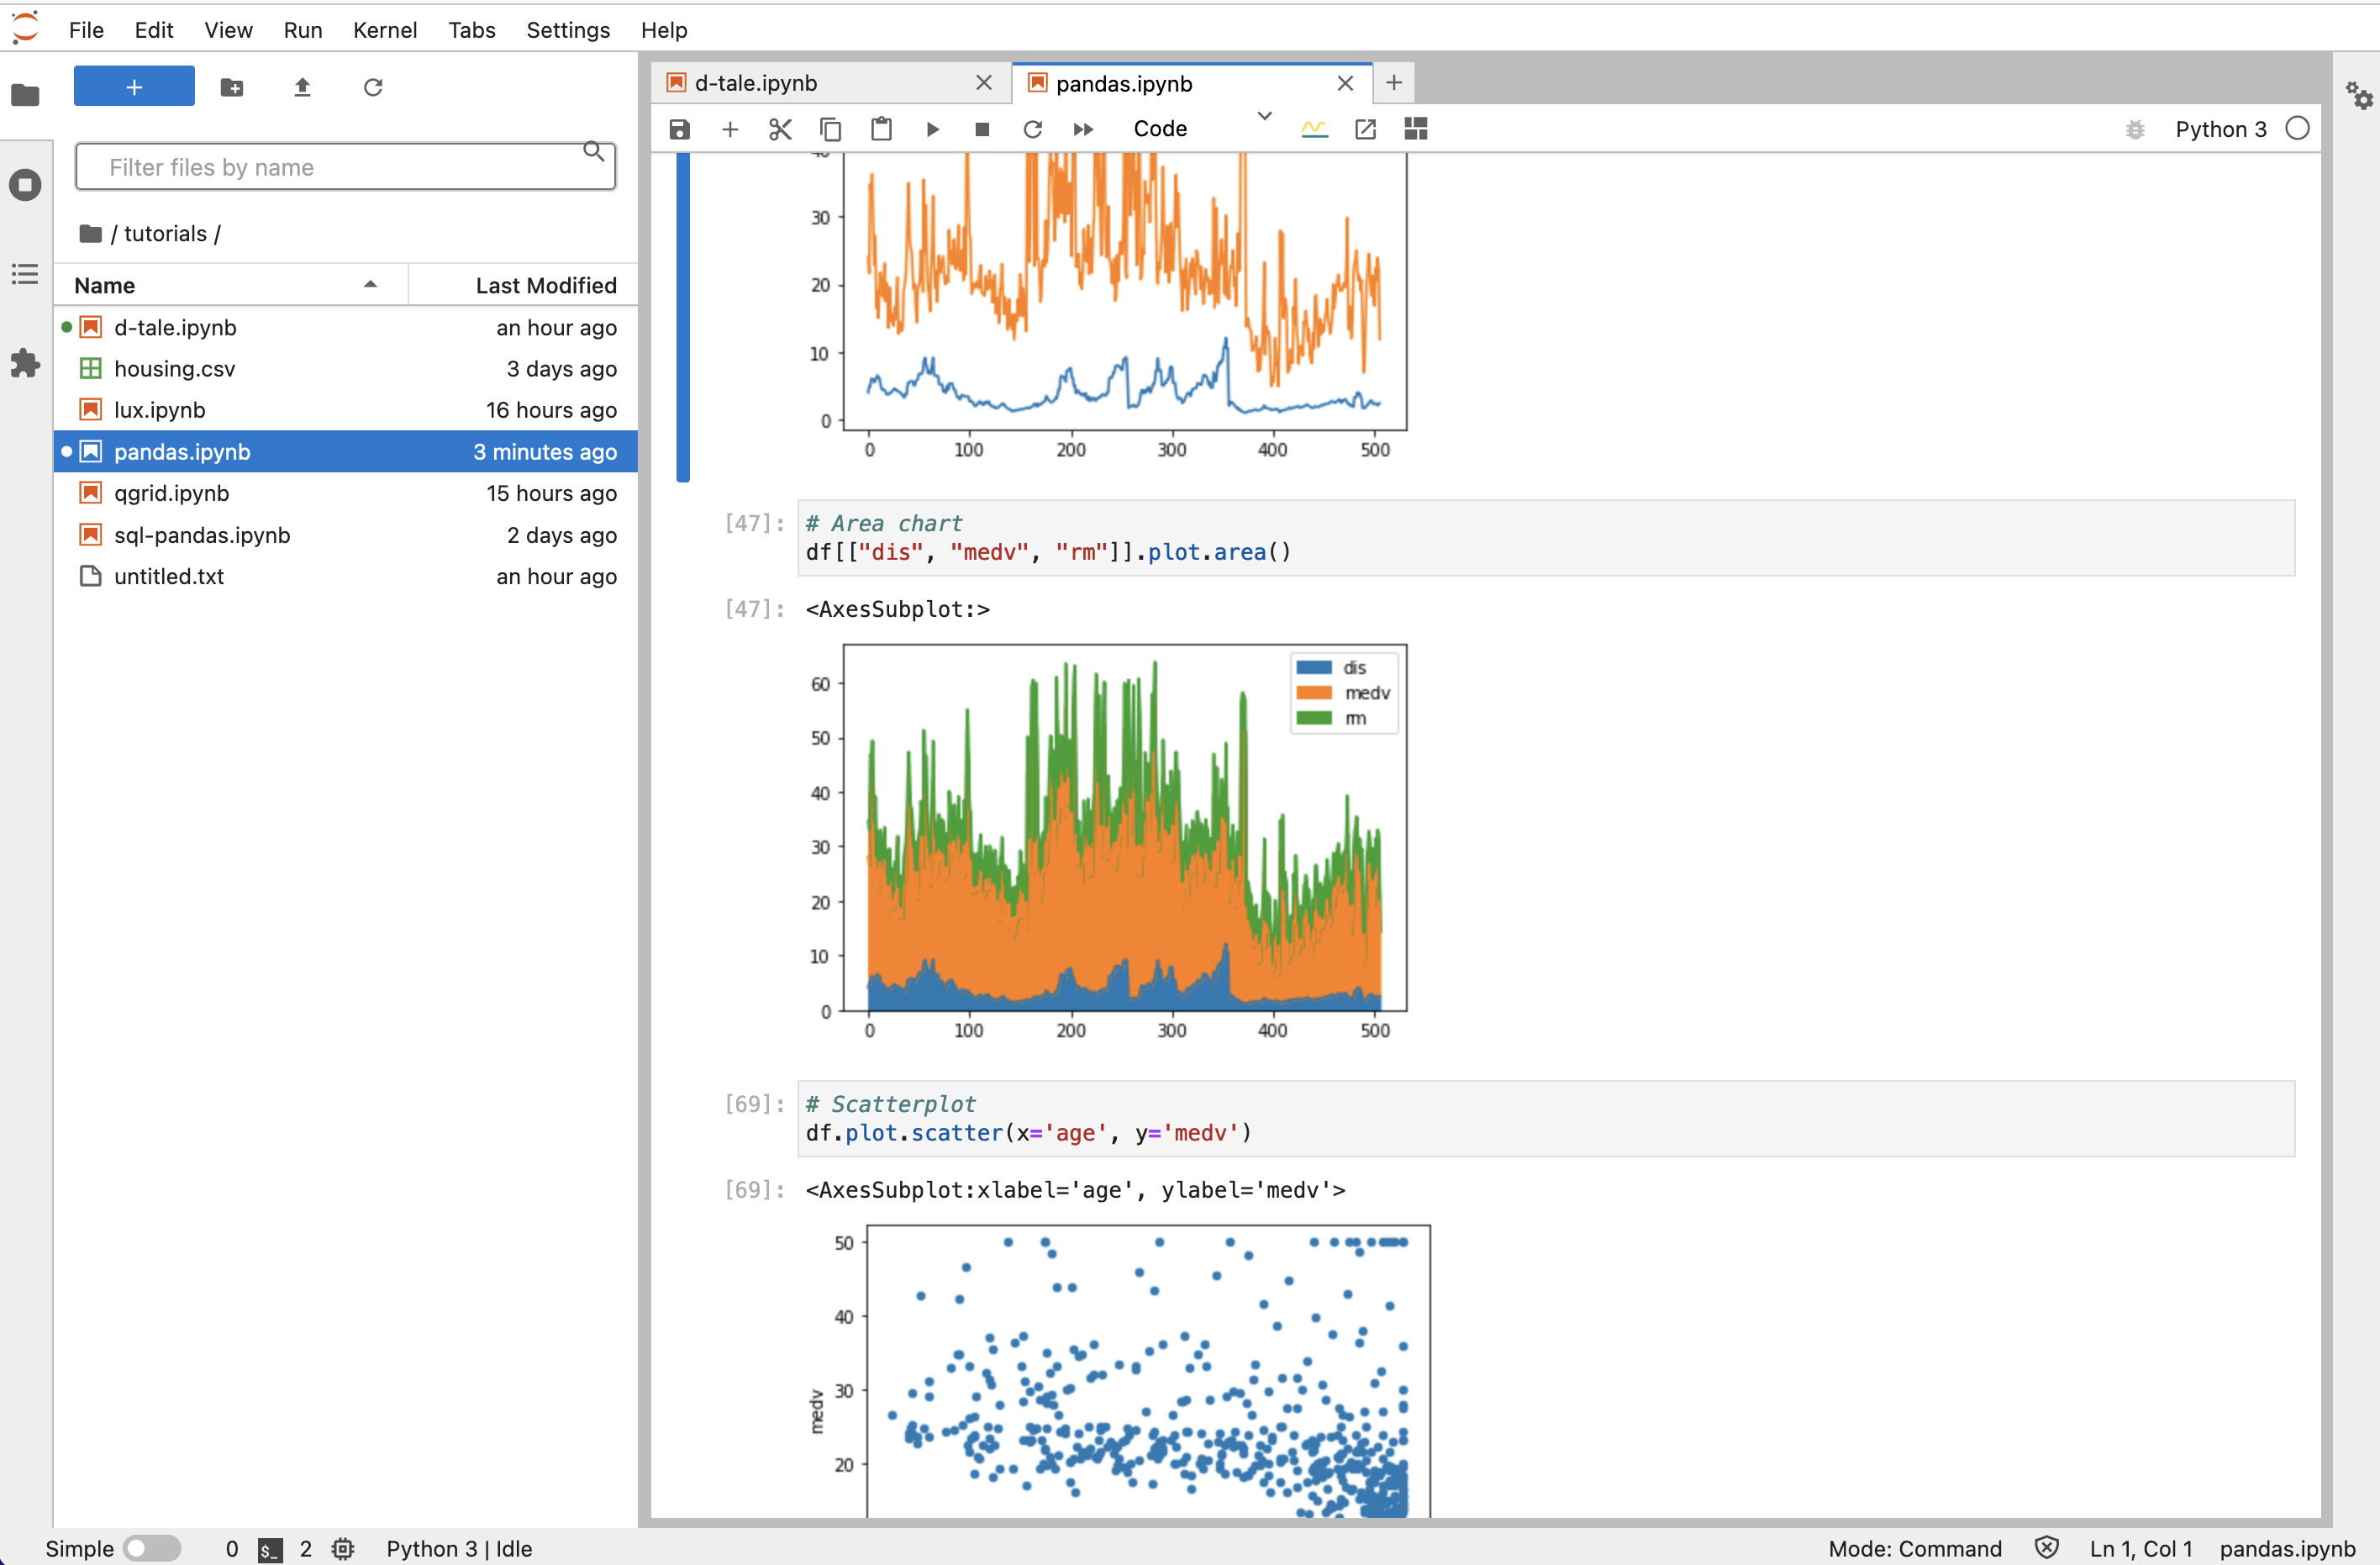 File Edit View Run Kernel Tabs Settings Help
Filter files by name
/ tutorials /
Name Last Modified
d-tale.ipynb an hour ago
housing.csv 3 days ago
lux.ipynb 16 hours ago
pandas.ipynb 3 minutes ago
qgrid.ipynb 15 hours ago
sql-pandas.ipynb 2 days ago
untitled.txt an hour ago
d-tale.ipynb pandas.ipynb
Code Python 3
40
30
20
10
0
0 100 200 300 400 500
[47]: # Area chart
df[["dis", "medv", "rm"]].plot.area()
[47]: <AxesSubplot:>
dis
medv
rm
60
50
40
30
20
10
0
0 100 200 300 400 500
[69]: # Scatterplot
df.plot.scatter(x='age', y='medv')
[69]: <AxesSubplot:xlabel='age', ylabel='medv'>
50
40
30
20
medv
Simple 0 $_ 2 Python 3 | Idle Mode: Command Ln 1, Col 1 pandas.ipynb